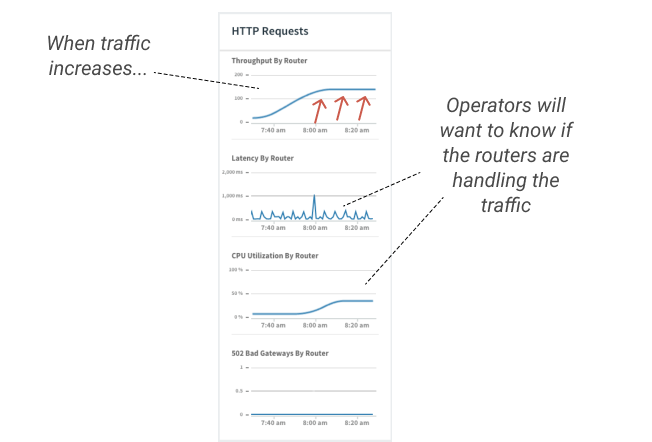 When traffic
increases...
HTTP Requests
Throughput By Router
200
100
0
7:40 am 8:00 am 8:20 am
Latency By Router
2,000 ms
1,000 ms
0 ms
7:40 am 8:00 am 8:20 am
CPU Utilization By Router
100 %
50 %
0 %
7:40 am 8:00 am 8:20 am
502 Bad Gateways By Router
1
0.5
0
7:40 am 8:00 am 8:20 am
Operators will
want to know if
the routers are
handling the
traffic